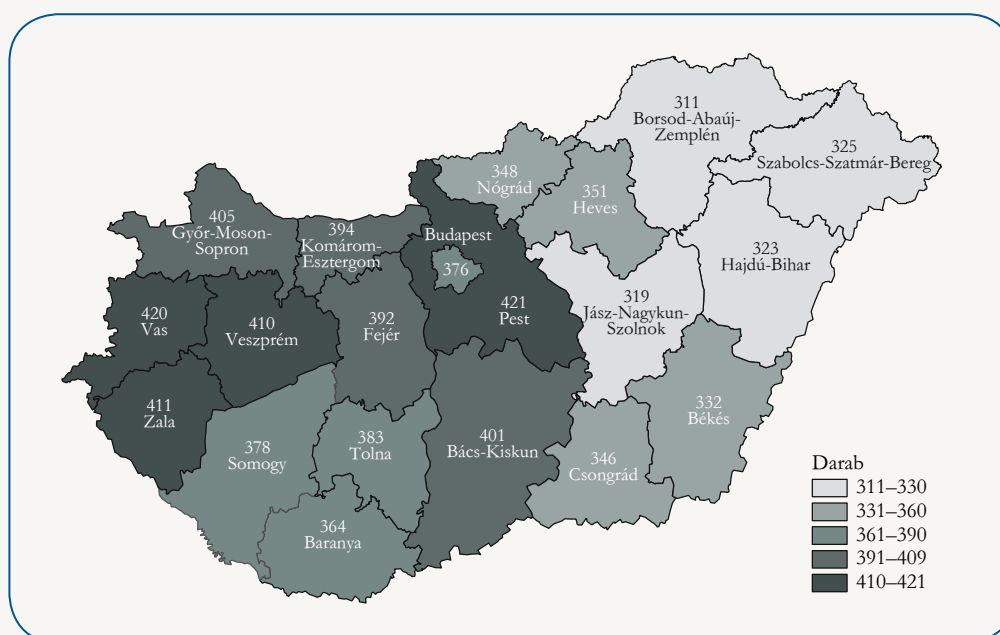 311
Borsod-Abaúj-
Zemplén
325
Szabolcs-Szatmár-Bereg
348
Nógrád
351
Heves
405
Győr-Moson-
Sopron
394
Komárom-
Esztergom
Budapest
376
323
Hajdú-Bihar
421
Pest
319
Jász-Nagykun-
Szolnok
420
Vas
410
Veszprém
392
Fejér
411
Zala
378
Somogy
383
Tolna
401
Bács-Kiskun
332
Békés
346
Csongrád
364
Baranya
Darab
311–330
331–360
361–390
391–409
410–421